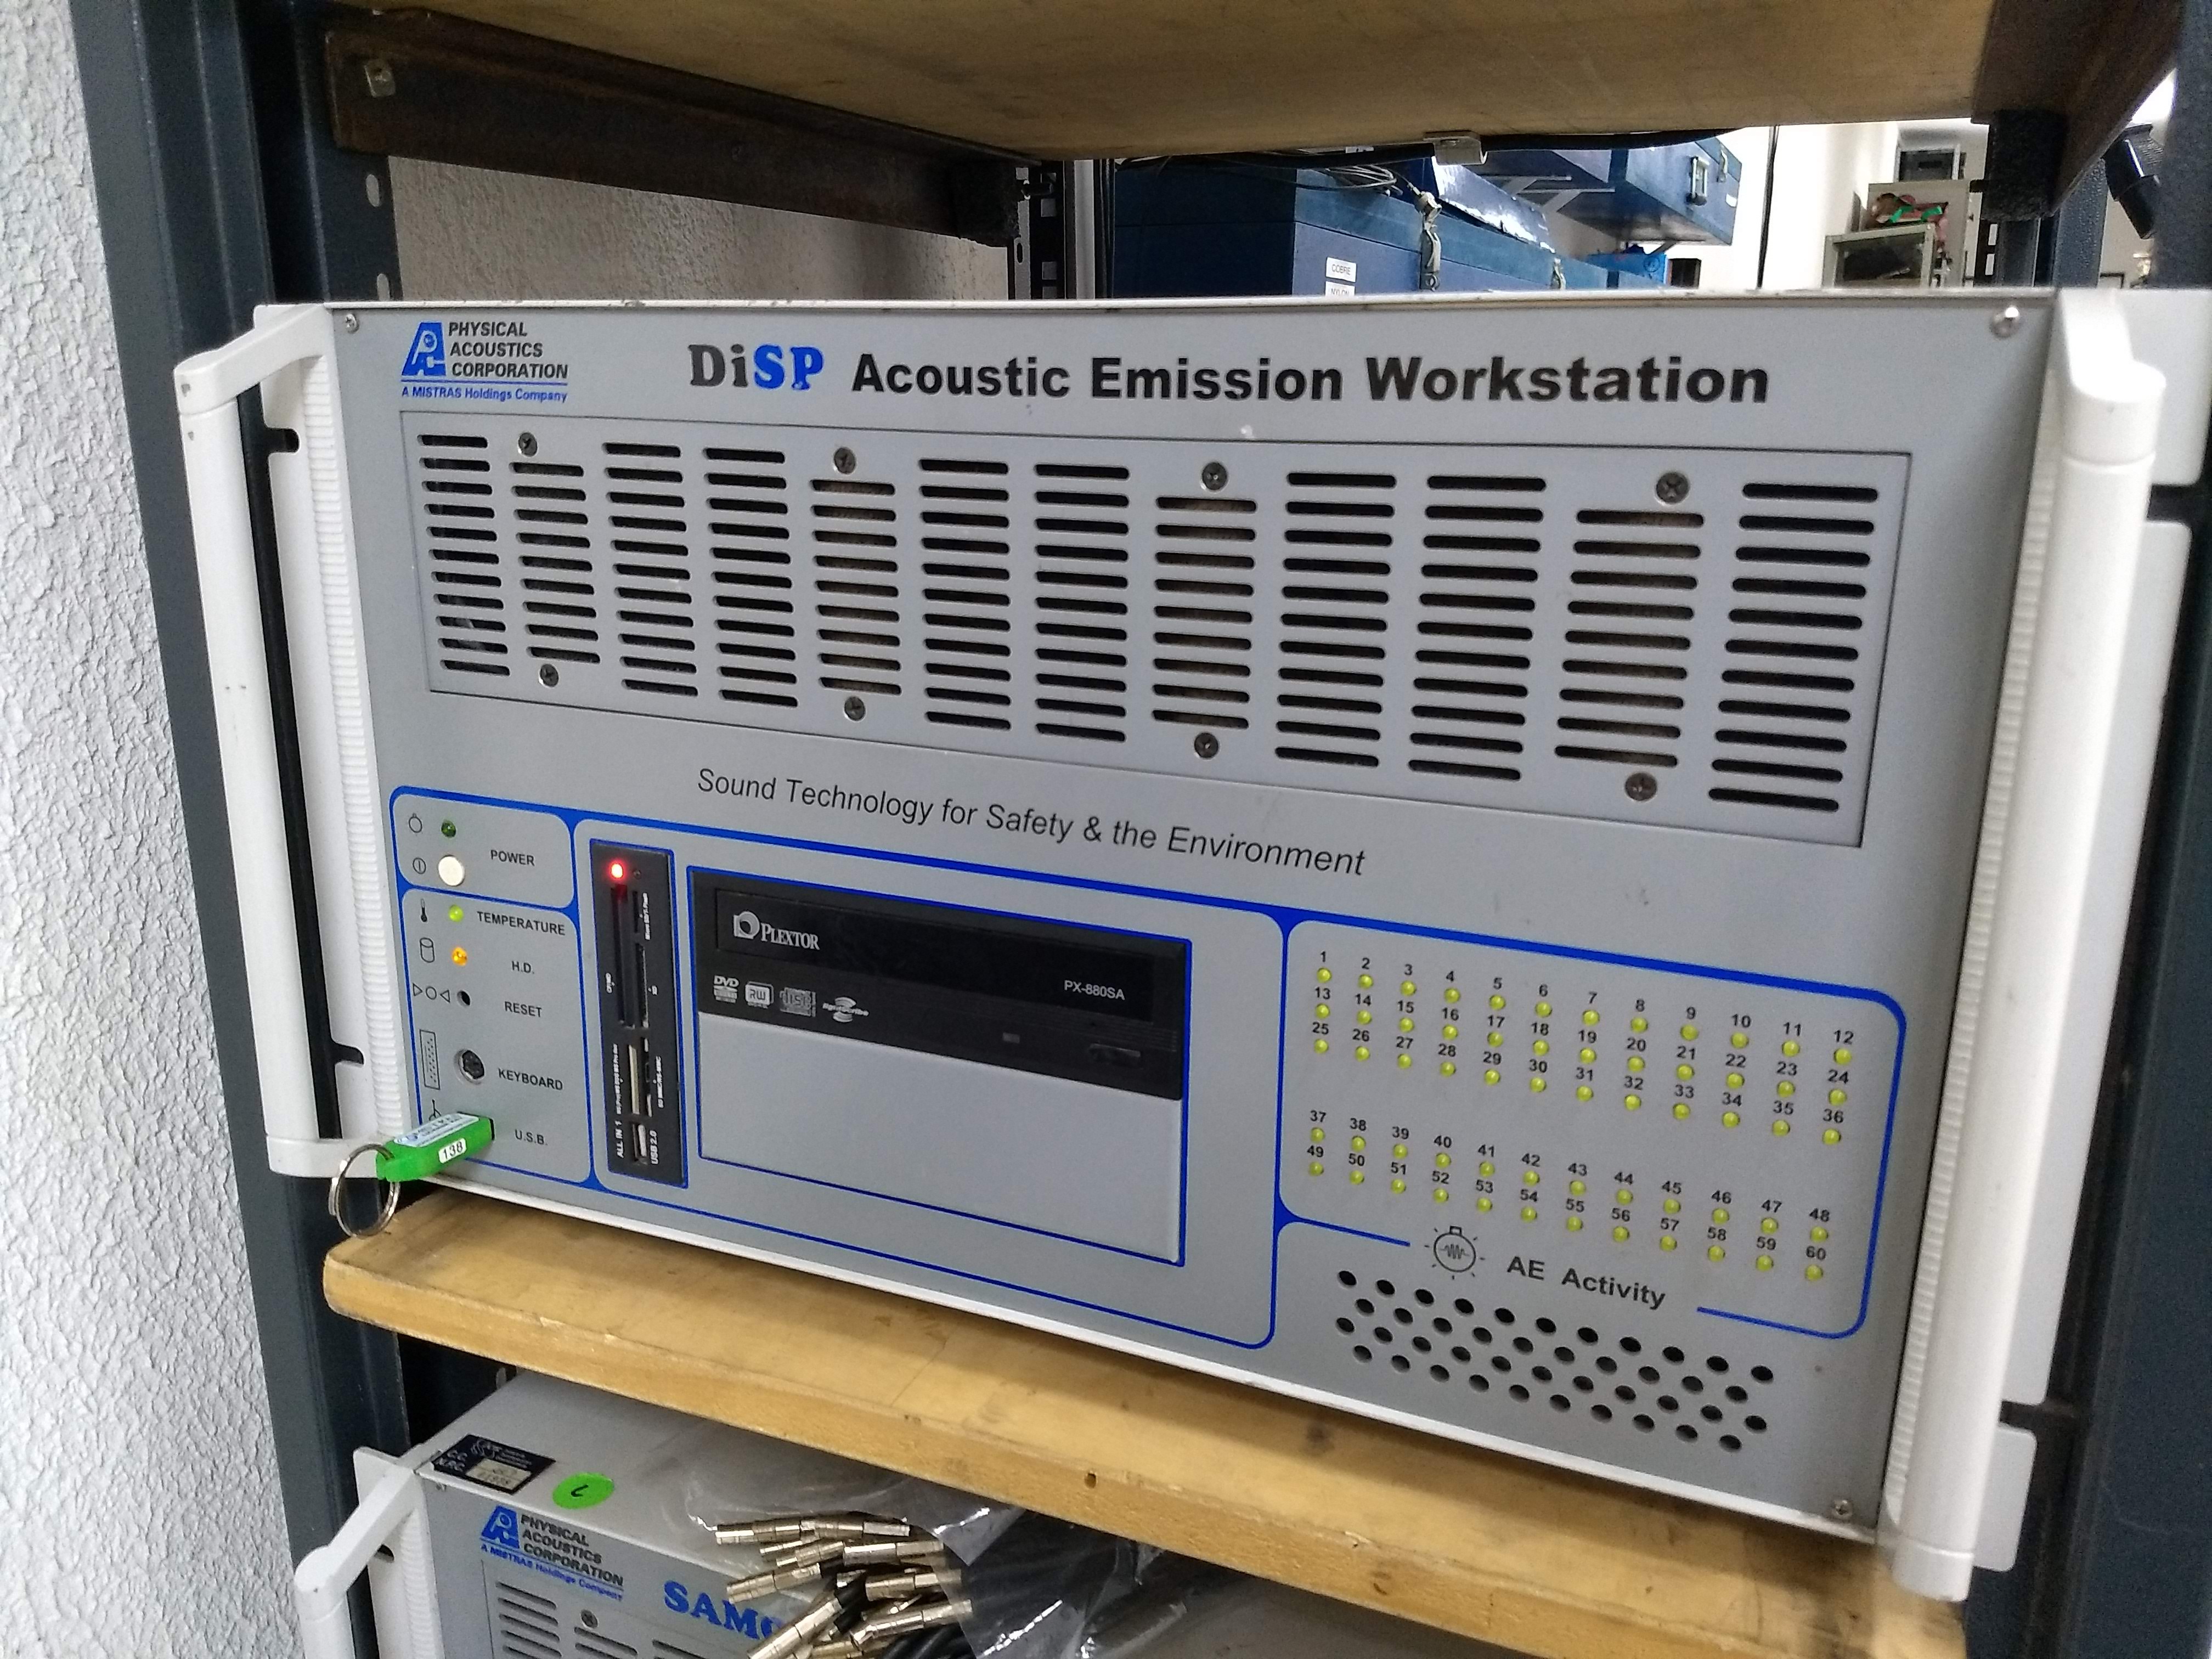 COBRE
PHYSICAL
ACOUSTICS
CORPORATION
A MISTRAS Holdings Company
DiSP Acoustic Emission Workstation
Sound Technology for Safety & the Environment
POWER
TEMPERATURE
H.D.
RESET
KEYBOARD
U.S.B.
138
ALL IN 1
USB 2.0
PLEXTOR
PX-880SA
DVD
RW
1 2 3 4 5 6 7 8 9 10 11 12
13 14 15 16 17 18 19 20 21 22 23 24
25 26 27 28 29 30 31 32 33 34 35 36
37 38 39 40 41 42 43 44 45 46 47 48
49 50 51 52 53 54 55 56 57 58 59 60
AE Activity
PHYSICAL
ACOUSTICS
CORPORATION
A MISTRAS Holdings Company